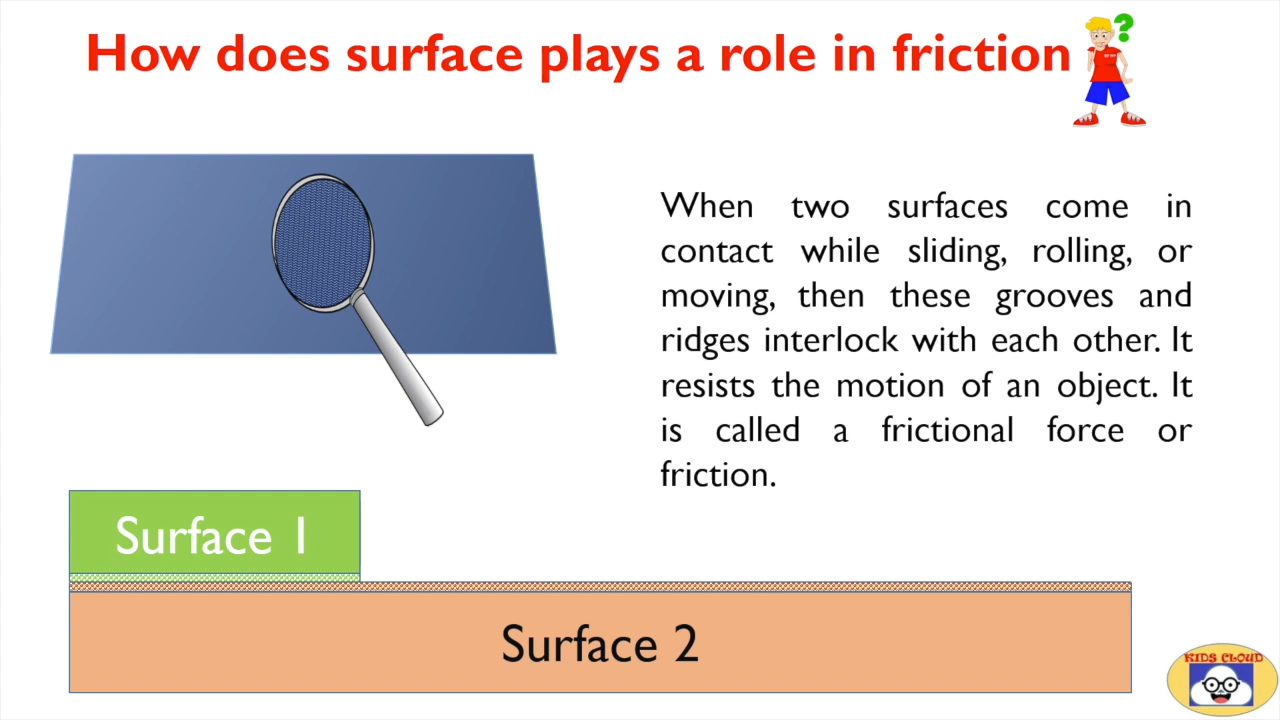 How does surface plays a role in friction
?
When two surfaces come in
contact while sliding, rolling, or
moving, then these grooves and
ridges interlock with each other. It
resists the motion of an object. It
is called a frictional force or
friction.
Surface 1
Surface 2
KIDS CLOUD